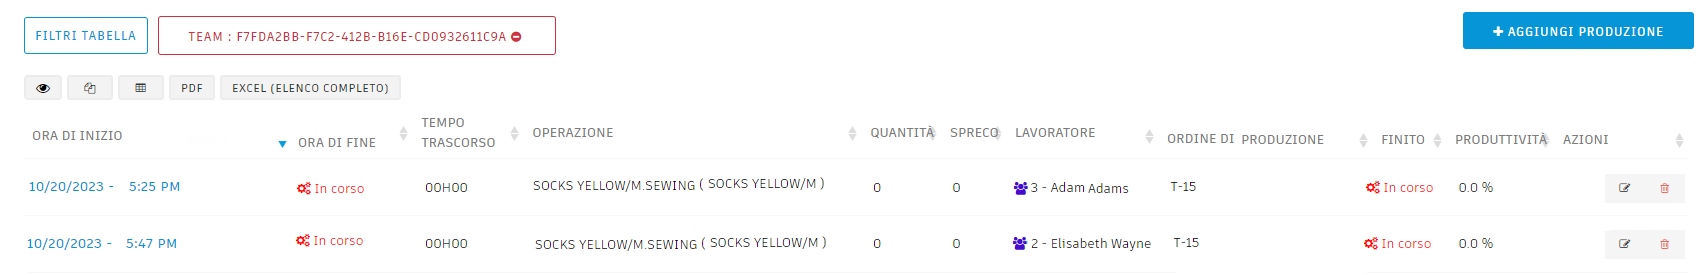 FILTRI TABELLA
TEAM : F7FDA2BB-F7C2-412B-B16E-CD0932611C9A
AGGIUNGI PRODUZIONE
PDF
EXCEL (ELENCO COMPLETO)
ORA DI INIZIO ORA DI FINE TEMPO TRASCORSO OPERAZIONE QUANTITÀ SPRECO LAVORATORE ORDINE DI PRODUZIONE FINITO PRODUTTIVITÀ AZIONI
10/20/2023 - 5:25 PM In corso 00H00 SOCKS YELLOW/M.SEWING ( SOCKS YELLOW/M ) 0 0 3 - Adam Adams T-15 In corso 0.0 %
10/20/2023 - 5:47 PM In corso 00H00 SOCKS YELLOW/M.SEWING ( SOCKS YELLOW/M ) 0 0 2 - Elisabeth Wayne T-15 In corso 0.0 %